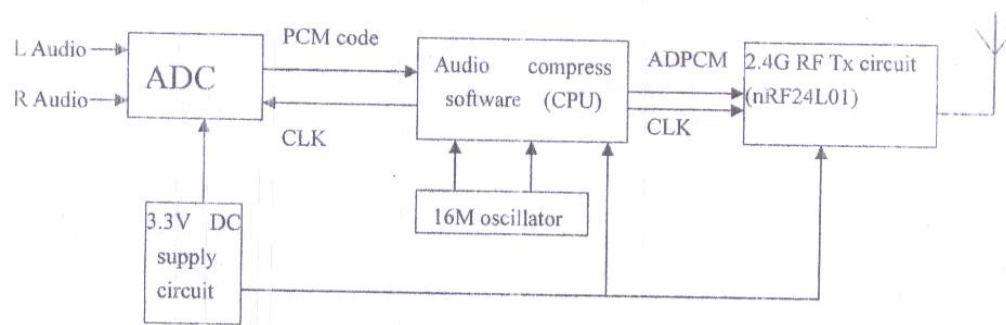 L Audio
R Audio
ADC
PCM code
CLK
Audio compress
software (CPU)
ADPCM
CLK
2.4G RF Tx circuit
(nRF24L01)
16M oscillator
3.3V DC
supply
circuit